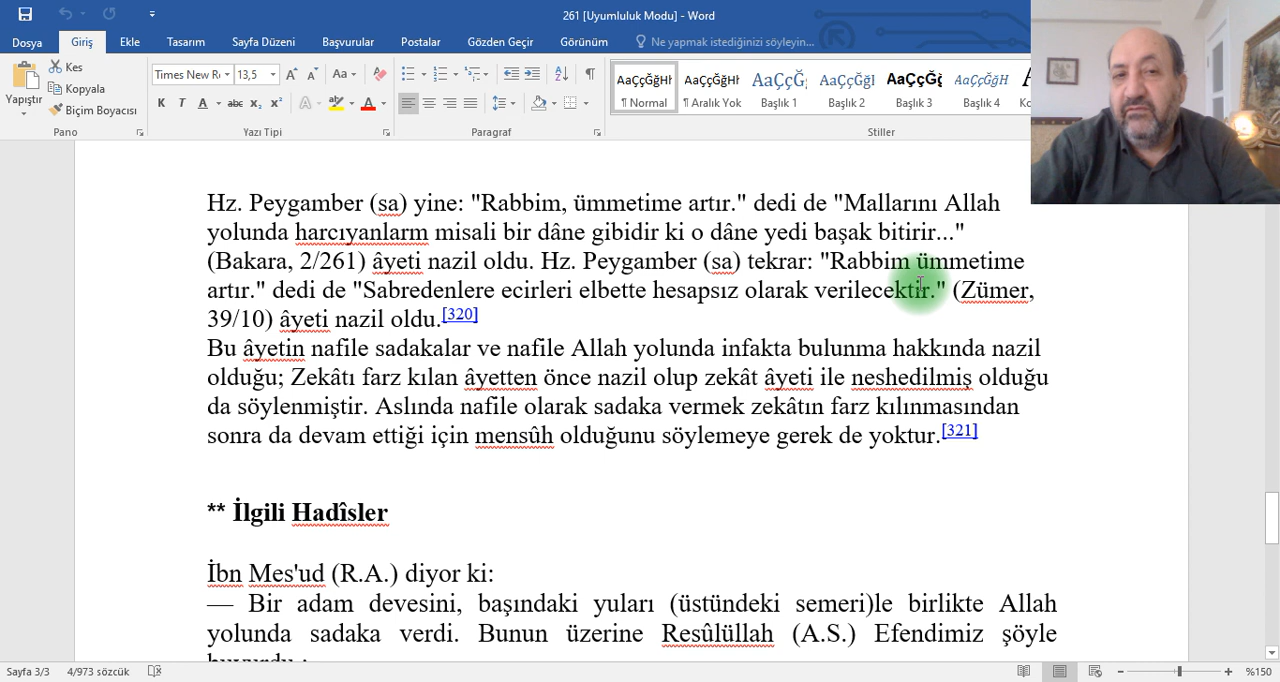 261 [Uyumluluk Modu] - Word
Dosya Giriş Ekle Tasarım Sayfa Düzeni Başvurular Postalar Gözden Geçir Görünüm Ne yapmak istediğinizi söyleyin...
Yapıştır
Kes
Kopyala
Biçim Boyacısı
Times New Ro 13,5
AaÇçĞğHł AaÇçĞğHł AaÇçĞ AaÇçĞğI AaÇçĞğ AaÇçĞğH
¶ Normal ¶ Aralık Yok Başlık 1 Başlık 2 Başlık 3 Başlık 4
Pano Yazı Tipi Paragraf Stiller
Hz. Peygamber (sa) yine: "Rabbim, ümmetime artır." dedi de "Mallarını Allah
yolunda harcıyanlarm misali bir dâne gibidir ki o dâne yedi başak bitirir..."
(Bakara, 2/261) âyeti nazil oldu. Hz. Peygamber (sa) tekrar: "Rabbim ümmetime
artır." dedi de "Sabredenlere ecirleri elbette hesapsız olarak verilecektir." (Zümer,
39/10) âyeti nazil oldu.[320]
Bu âyetin nafile sadakalar ve nafile Allah yolunda infakta bulunma hakkında nazil
olduğu; Zekâtı farz kılan âyetten önce nazil olup zekât âyeti ile neshedilmiş olduğu
da söylenmiştir. Aslında nafile olarak sadaka vermek zekâtın farz kılınmasından
sonra da devam ettiği için mensûh olduğunu söylemeye gerek de yoktur.[321]
** İlgili Hadîsler
İbn Mes'ud (R.A.) diyor ki:
— Bir adam devesini, başındaki yuları (üstündeki semeri)le birlikte Allah
yolunda sadaka verdi. Bunun üzerine Resûlüllah (A.S.) Efendimiz şöyle
Sayfa 3/3 4/973 sözcük %150